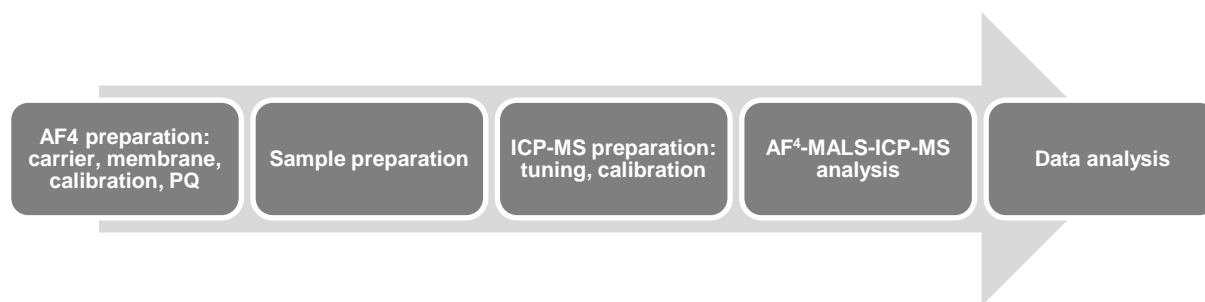 AF4 preparation:
carrier, membrane,
calibration, PQ
Sample preparation
ICP-MS preparation:
tuning, calibration
AF⁴-MALS-ICP-MS
analysis
Data analysis